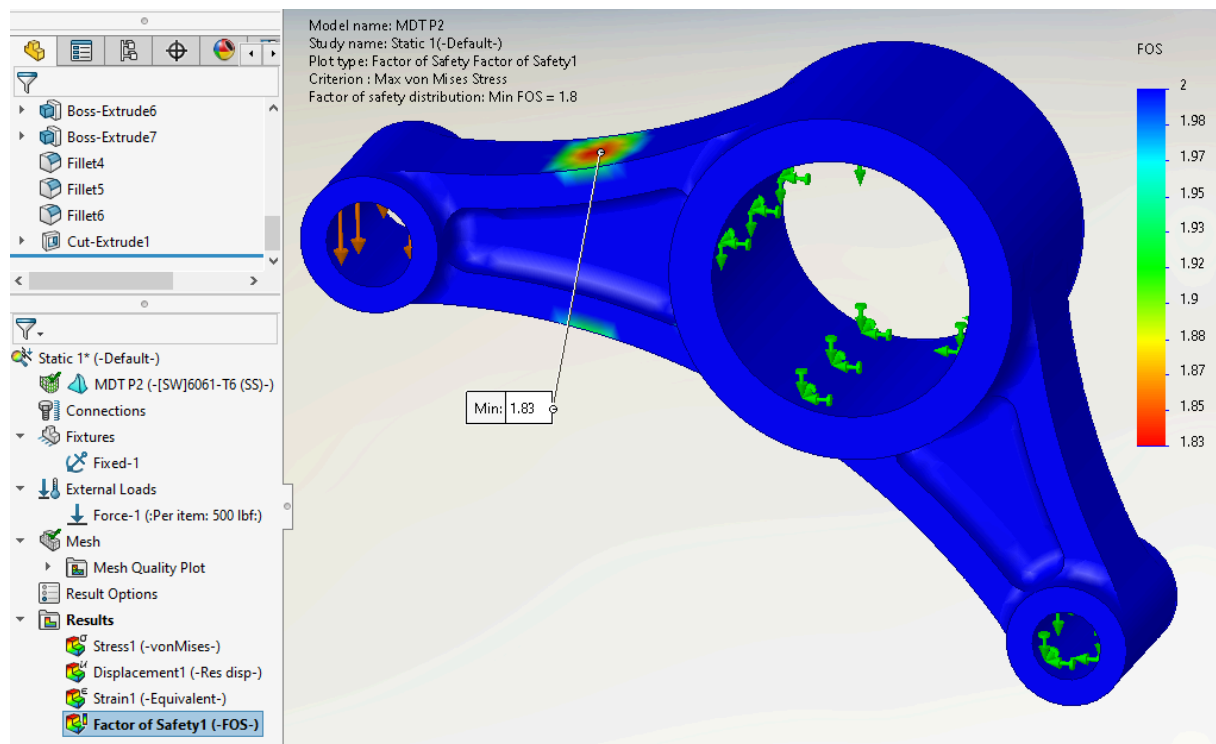 Boss-Extrude6
Boss-Extrude7
Fillet4
Fillet5
Fillet6
Cut-Extrude1
Static 1* (-Default-)
MDT P2 (-[SW]6061-T6 (SS)-)
Connections
Fixtures
Fixed-1
External Loads
Force-1 (:Per item: 500 lbf:)
Mesh
Mesh Quality Plot
Result Options
Results
Stress1 (-vonMises-)
Displacement1 (-Res disp-)
Strain1 (-Equivalent-)
Factor of Safety1 (-FOS-)
Model name: MDT P2
Study name: Static 1(-Default-)
Plot type: Factor of Safety Factor of Safety1
Criterion : Max von Mises Stress
Factor of safety distribution: Min FOS = 1.8
Min: 1.83
FOS
2
1.98
1.97
1.95
1.93
1.92
1.9
1.88
1.87
1.85
1.83